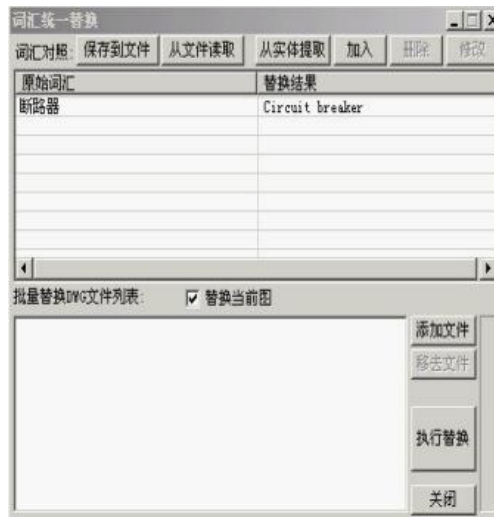 词汇统一替换
词汇对照: 保存到文件 从文件读取 从实体提取 加入 删除 修改
原始词汇 替换结果
断路器 Circuit breaker
批量替换DWG文件列表: 替换当前图
添加文件
移去文件
执行替换
关闭